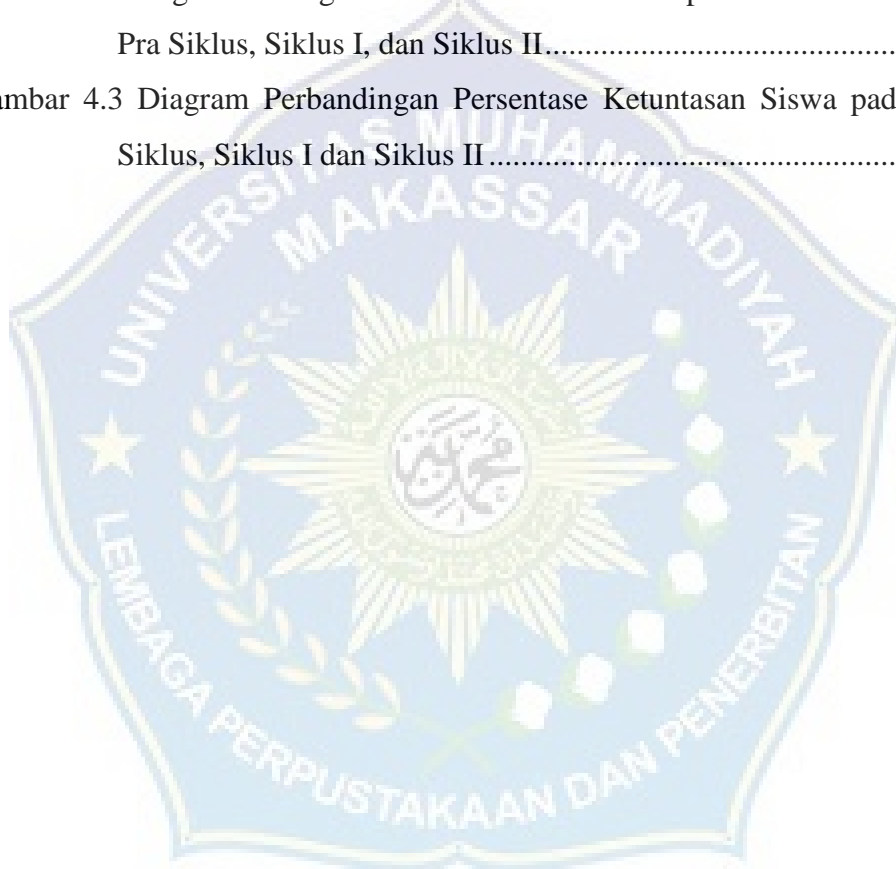 Pra Siklus, Siklus I, dan Siklus II........................................
ambar 4.3 Diagram Perbandingan Persentase Ketuntasan Siswa pad
Siklus, Siklus I dan Siklus II..............................................
UNIVERSITAS MUHAMMADIYAH
MAKASSAR
LEMBAGA PERPUSTAKAAN DAN PENERBITAN